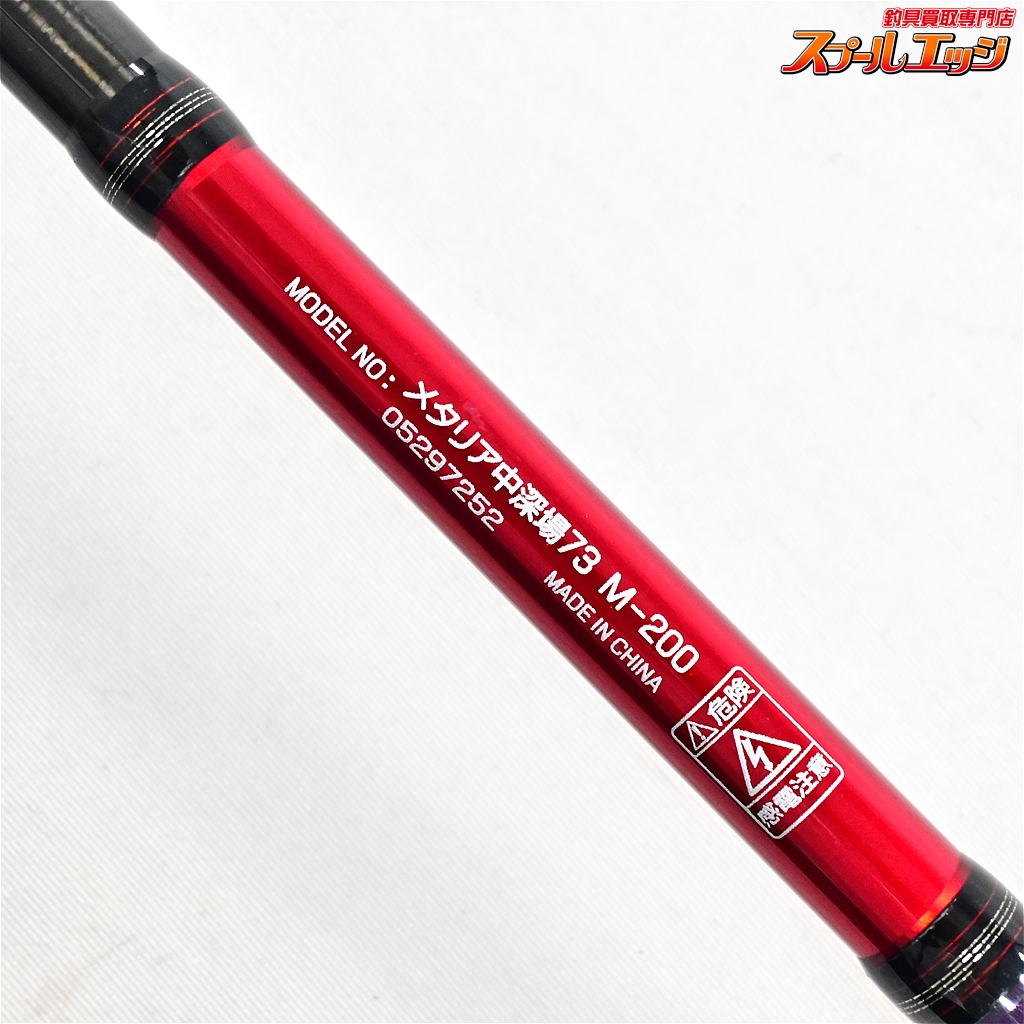 釣具買取専門店
スプールエッジ
MODEL NO: メタリア中深場73 M-200
05297252
MADE IN CHINA
危険
感電注意